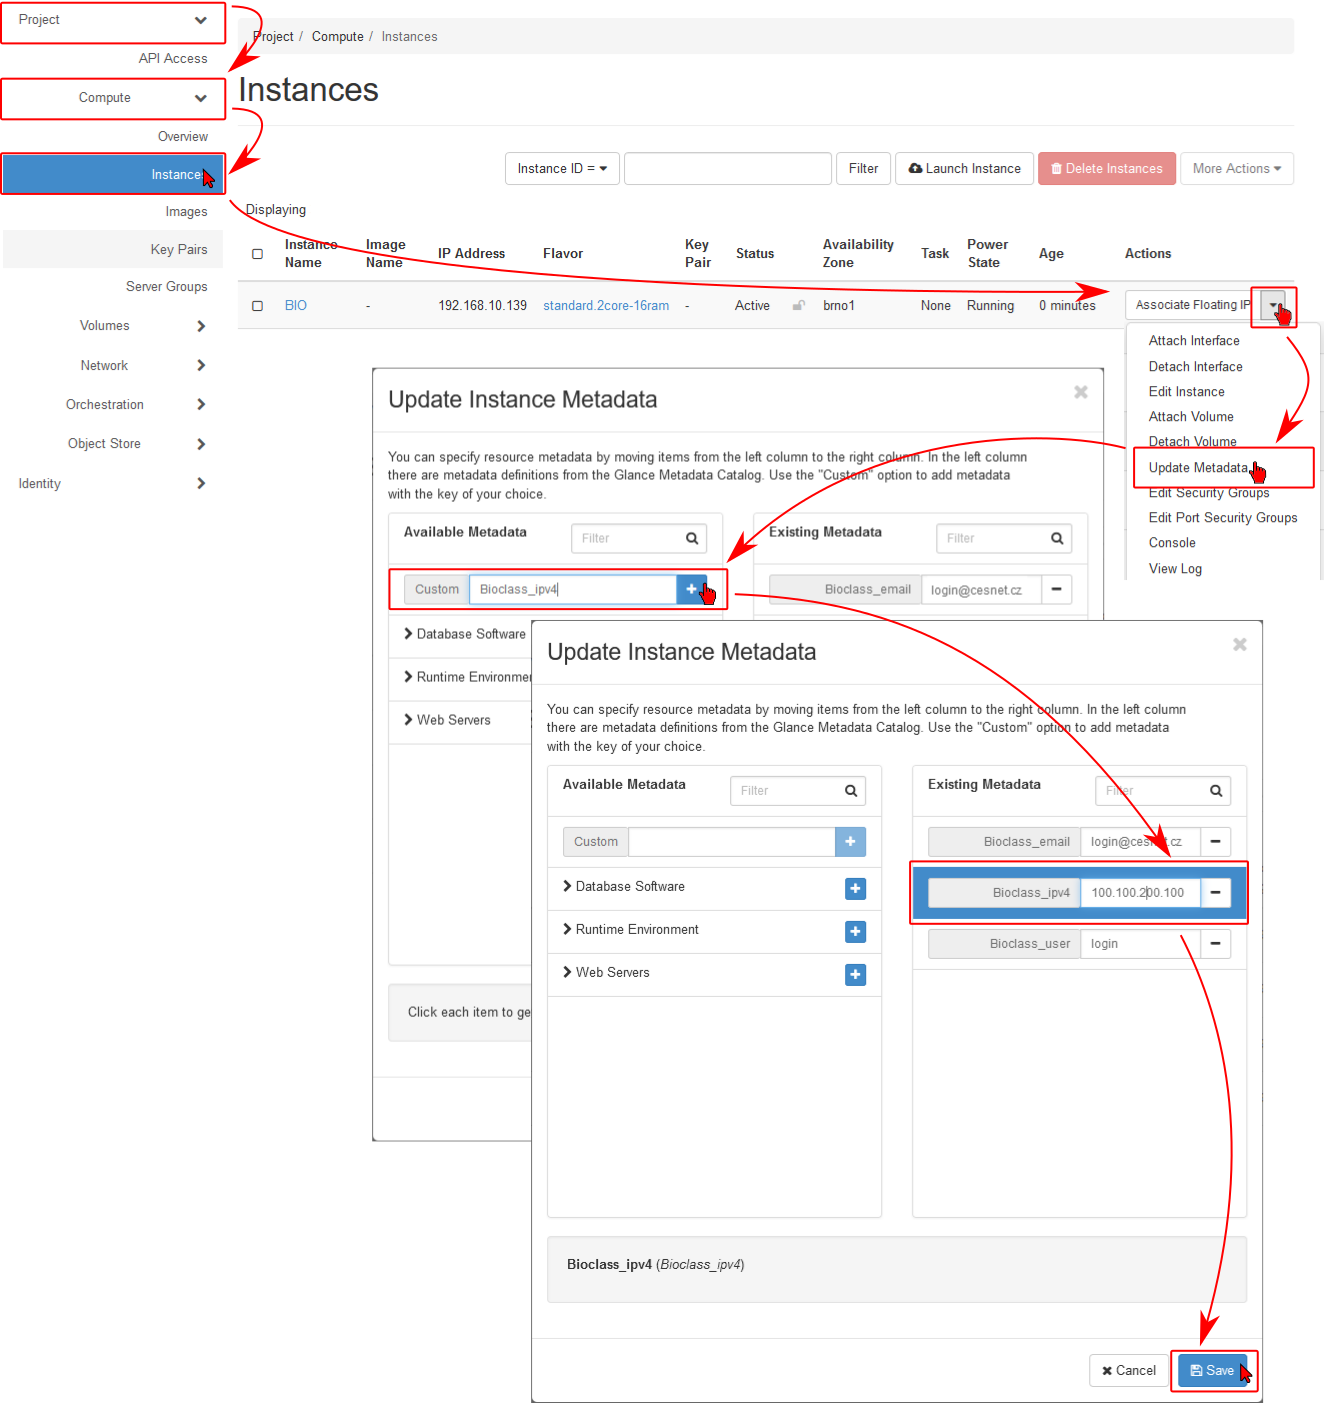 Project
API Access
Compute
Overview
Instances
Images
Key Pairs
Server Groups
Volumes
Network
Orchestration
Object Store
Identity
Project / Compute / Instances
Instances
Instance ID = Filter Launch Instance Delete Instances More Actions
Displaying
Instance Name Image Name IP Address Flavor Key Pair Status Availability Zone Task Power State Age Actions
BIO - 192.168.10.139 standard.2core-16ram - Active brno1 None Running 0 minutes Associate Floating IP
Attach Interface
Detach Interface
Edit Instance
Attach Volume
Detach Volume
Update Metadata
Edit Security Groups
Edit Port Security Groups
Console
View Log
Update Instance Metadata
You can specify resource metadata by moving items from the left column to the right column. In the left column
there are metadata definitions from the Glance Metadata Catalog. Use the "Custom" option to add metadata
with the key of your choice.
Available Metadata Filter Existing Metadata Filter
Custom Bioclass_ipv4 Bioclass_email login@cesnet.cz
Database Software
Runtime Environmen
Web Servers
Click each item to ge
Update Instance Metadata
You can specify resource metadata by moving items from the left column to the right column. In the left column
there are metadata definitions from the Glance Metadata Catalog. Use the "Custom" option to add metadata
with the key of your choice.
Available Metadata Filter Existing Metadata Filter
Custom Bioclass_email login@cesnet.cz
Database Software Bioclass_ipv4 100.100.200.100
Runtime Environment Bioclass_user login
Web Servers
Bioclass_ipv4 (Bioclass_ipv4)
Cancel Save